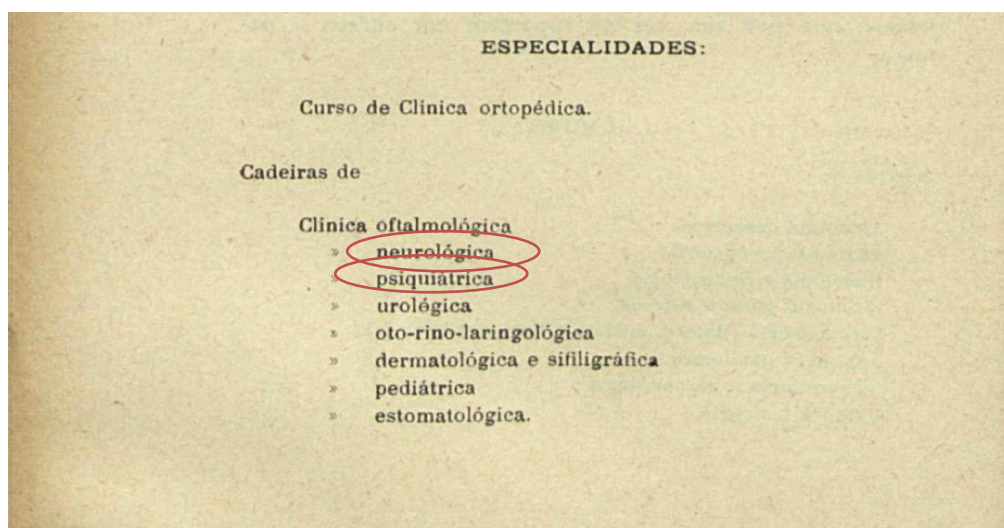 ESPECIALIDADES:
Curso de Clínica ortopédica.
Cadeiras de
Clínica oftalmológica
» neurológica
» psiquiátrica
» urológica
» oto-rino-laringológica
» dermatológica e sifiligráfica
» pediátrica
» estomatológica.